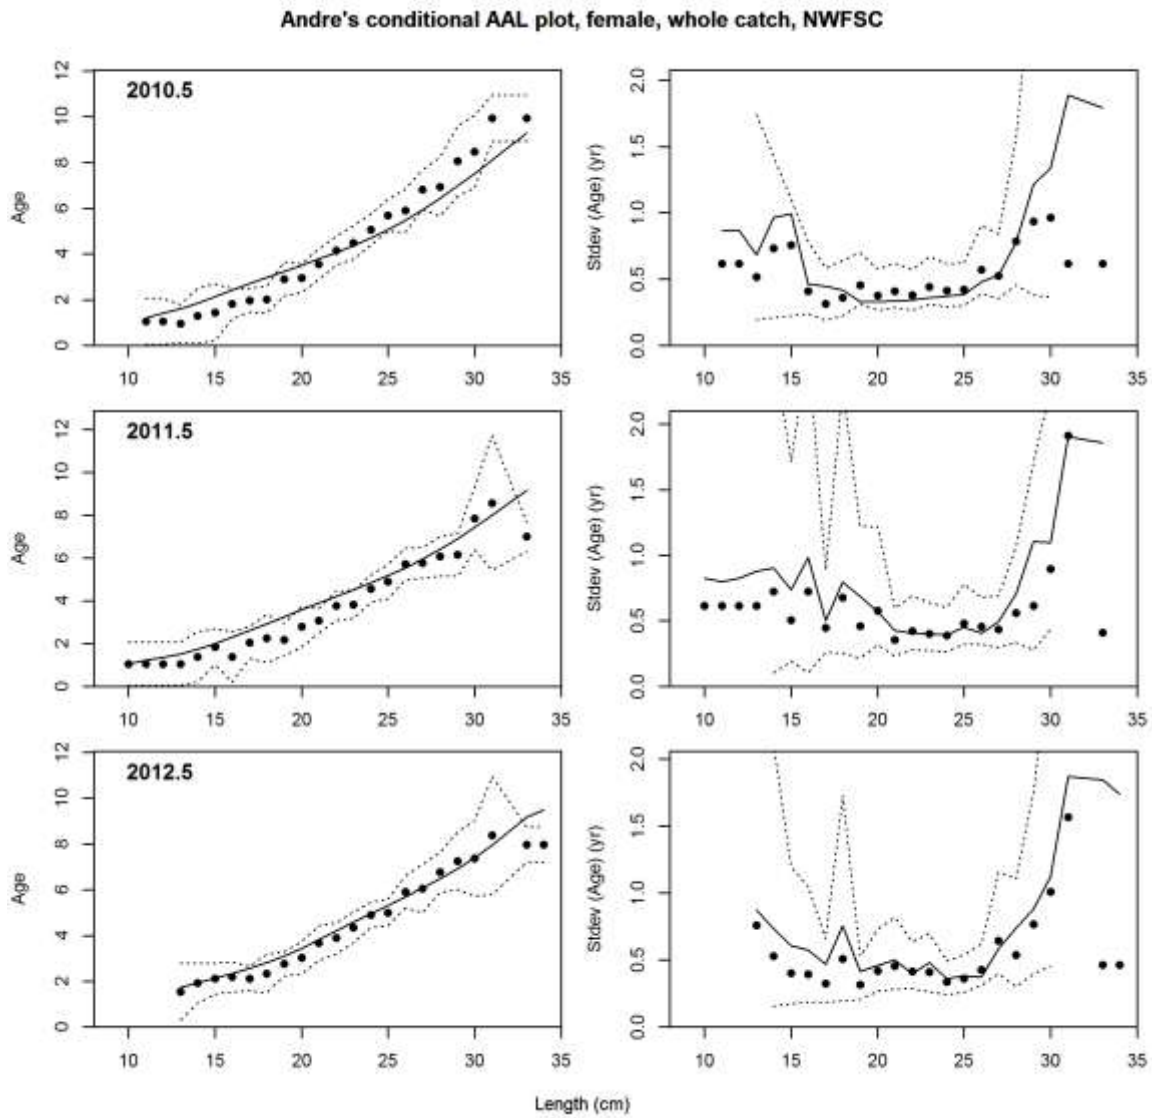 Andre's conditional AAL plot, female, whole catch, NWFSC
2010.5
Age
0 2 4 6 8 10 12
10 15 20 25 30 35
Stdev (Age) (yr)
0.0 0.5 1.0 1.5 2.0
10 15 20 25 30 35
2011.5
Age
0 2 4 6 8 10 12
10 15 20 25 30 35
Stdev (Age) (yr)
0.0 0.5 1.0 1.5 2.0
10 15 20 25 30 35
2012.5
Age
0 2 4 6 8 10 12
10 15 20 25 30 35
Stdev (Age) (yr)
0.0 0.5 1.0 1.5 2.0
10 15 20 25 30 35
Length (cm)